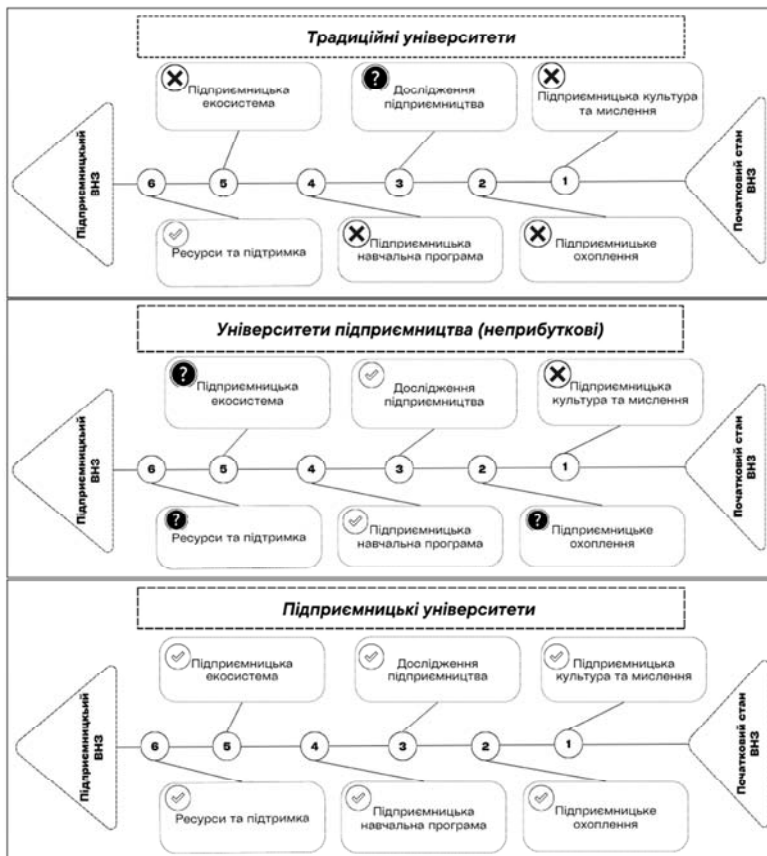 Традиційні університети
Підприємницька
екосистема
Дослідження
підприємництва
Підприємницька культура
та мислення
Підприємницкьий
ВНЗ
6
5
4
3
2
1
Початковий стан
ВНЗ
Ресурси та підтримка
Підприємницька
навчальна програма
Підприємницьке
охоплення
Університети підприємництва (неприбуткові)
Підприємницька
екосистема
Дослідження
підприємництва
Підприємницька
культура та мислення
Підприємницкьий
ВНЗ
6
5
4
3
2
1
Початковий стан
ВНЗ
Ресурси та підтримка
Підприємницька
навчальна програма
Підприємницьке
охоплення
Підприємницькі університети
Підприємницька
екосистема
Дослідження
підприємництва
Підприємницька
культура та мислення
Підприємницкьий
ВНЗ
6
5
4
3
2
1
Початковий стан
ВНЗ
Ресурси та підтримка
Підприємницька
навчальна програма
Підприємницьке
охоплення